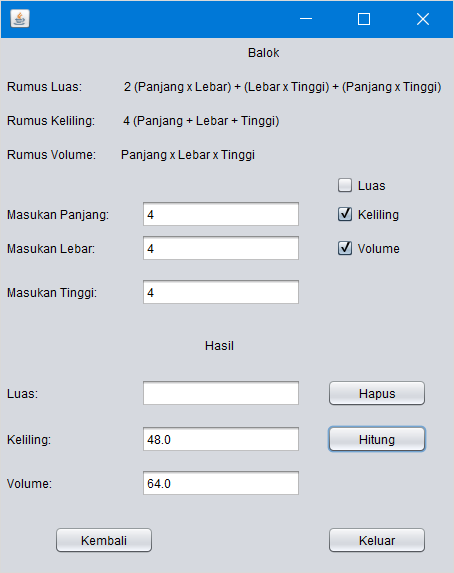 Balok
Rumus Luas: 2 (Panjang x Lebar) + (Lebar x Tinggi) + (Panjang x Tinggi)
Rumus Keliling: 4 (Panjang + Lebar + Tinggi)
Rumus Volume: Panjang x Lebar x Tinggi
Luas
Masukan Panjang: 4 Keliling
Masukan Lebar: 4 Volume
Masukan Tinggi: 4
Hasil
Luas: Hapus
Keliling: 48.0 Hitung
Volume: 64.0
Kembali Keluar